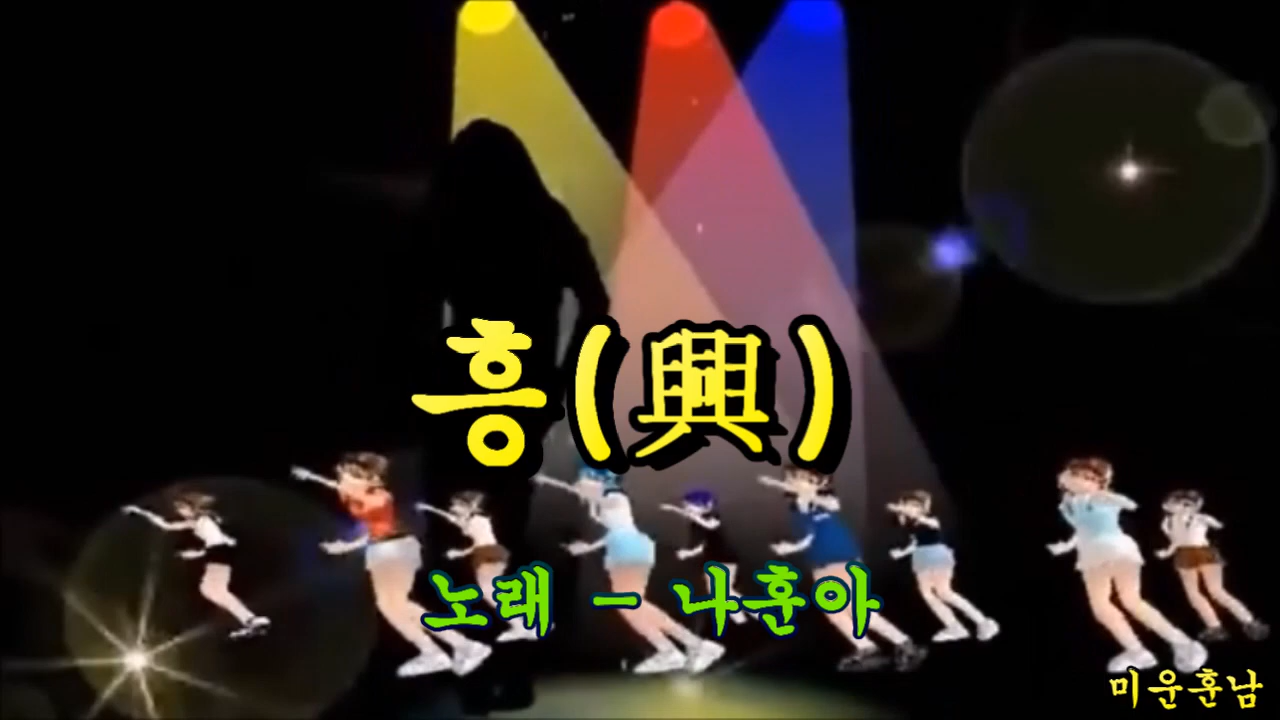 흥(興)
노래 - 나훈아
미운훈남